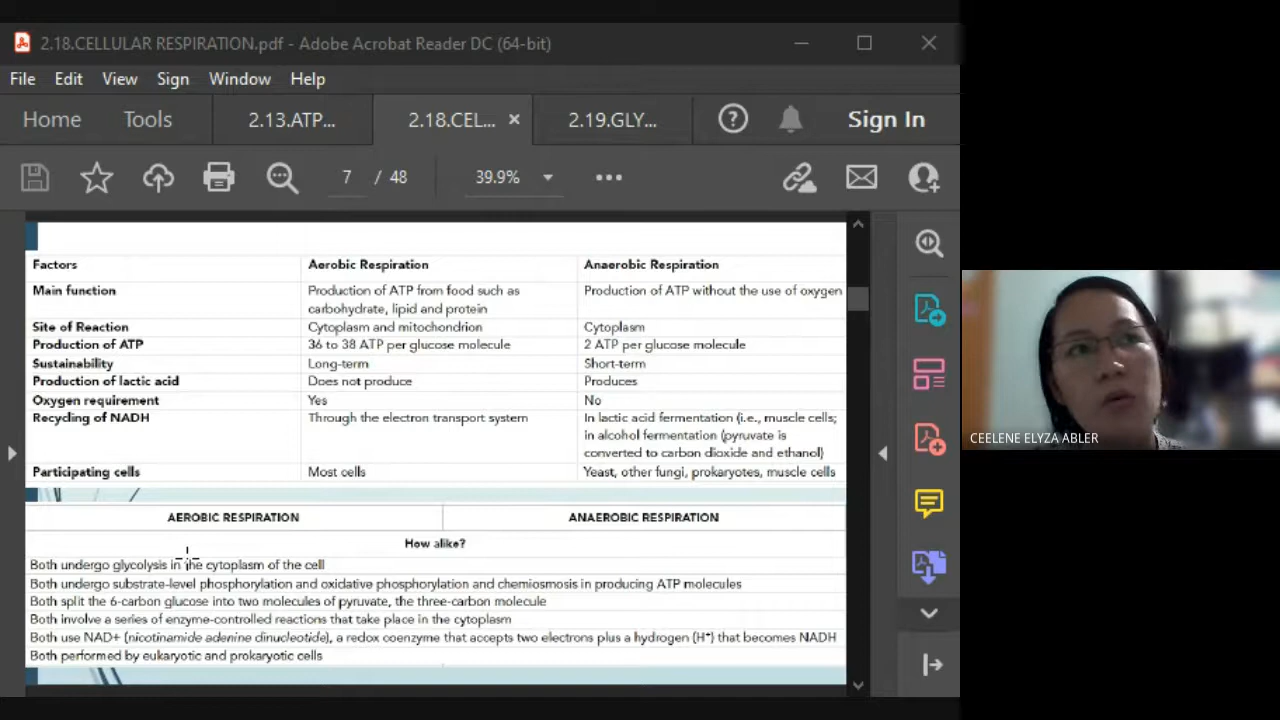 2.18.CELLULAR RESPIRATION.pdf - Adobe Acrobat Reader DC (64-bit)
File Edit View Sign Window Help
Home Tools 2.13.ATP... 2.18.CEL... 2.19.GLY... Sign In
7 / 48 39.9%
Factors Aerobic Respiration Anaerobic Respiration
Main function Production of ATP from food such as Production of ATP without the use of oxygen
carbohydrate, lipid and protein
Site of Reaction Cytoplasm and mitochondrion Cytoplasm
Production of ATP 36 to 38 ATP per glucose molecule 2 ATP per glucose molecule
Sustainability Long-term Short-term
Production of lactic acid Does not produce Produces
Oxygen requirement Yes No
Recycling of NADH Through the electron transport system In lactic acid fermentation (i.e., muscle cells;
in alcohol fermentation (pyruvate is
converted to carbon dioxide and ethanol)
Participating cells Most cells Yeast, other fungi, prokaryotes, muscle cells
AEROBIC RESPIRATION ANAEROBIC RESPIRATION
How alike?
Both undergo glycolysis in the cytoplasm of the cell
Both undergo substrate-level phosphorylation and oxidative phosphorylation and chemiosmosis in producing ATP molecules
Both split the 6-carbon glucose into two molecules of pyruvate, the three-carbon molecule
Both involve a series of enzyme-controlled reactions that take place in the cytoplasm
Both use NAD+ (nicotinamide adenine dinucleotide), a redox coenzyme that accepts two electrons plus a hydrogen (H⁺) that becomes NADH
Both performed by eukaryotic and prokaryotic cells
CEELENE ELYZA ABLER